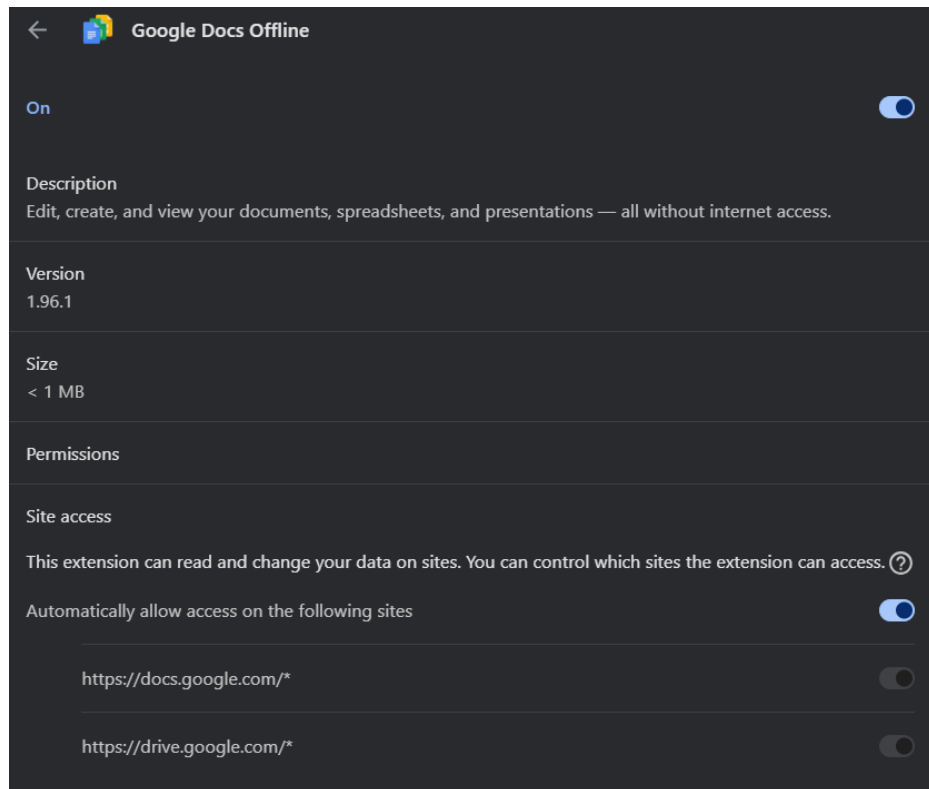 Google Docs Offline
On
Description
Edit, create, and view your documents, spreadsheets, and presentations — all without internet access.
Version
1.96.1
Size
< 1 MB
Permissions
Site access
This extension can read and change your data on sites. You can control which sites the extension can access.
Automatically allow access on the following sites
https://docs.google.com/*
https://drive.google.com/*